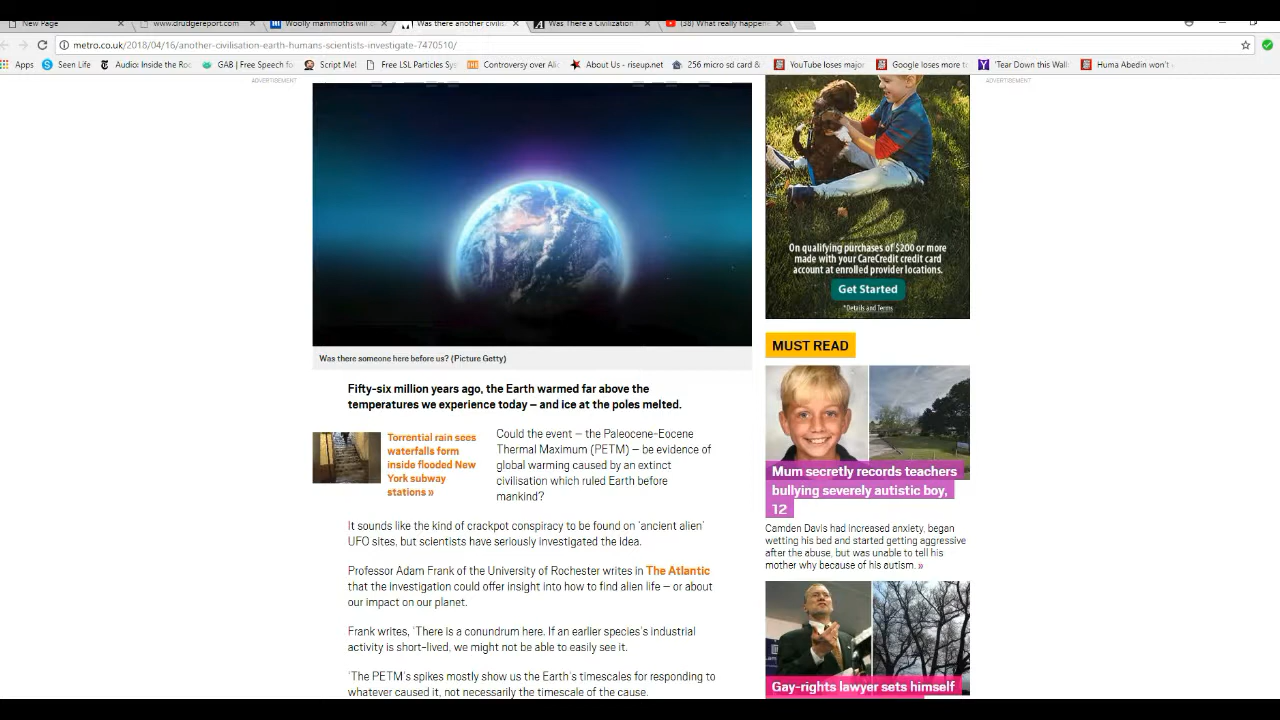 New Page
www.drudgereport.com
Woolly mammoths will
Was there another civilis
Was There a Civilization
(38) What really happene
metro.co.uk/2018/04/16/another-civilisation-earth-humans-scientists-investigate-7470510/
Apps
Seen Life
Audio: Inside the Ro
GAB | Free Speech fo
Script Me!
Free LSL Particles Sy
Controversy over Ali
About Us - riseup.net
256 micro sd card &
YouTube loses major
Google loses more t
'Tear Down this Wall
Huma Abedin won't
ADVERTISEMENT
ADVERTISEMENT
On qualifying purchases of $200 or more
made with your CareCredit credit card
account at enrolled provider locations.
Get Started
*Details and Terms
Was there someone here before us? (Picture Getty)
Fifty-six million years ago, the Earth warmed far above the
temperatures we experience today – and ice at the poles melted.
Torrential rain sees
waterfalls form
inside flooded New
York subway
stations »
Could the event – the Paleocene-Eocene
Thermal Maximum (PETM) – be evidence of
global warming caused by an extinct
civilisation which ruled Earth before
mankind?
It sounds like the kind of crackpot conspiracy to be found on 'ancient alien'
UFO sites, but scientists have seriously investigated the idea.
Professor Adam Frank of the University of Rochester writes in The Atlantic
that the investigation could offer insight into how to find alien life – or about
our impact on our planet.
Frank writes, 'There is a conundrum here. If an earlier species's industrial
activity is short-lived, we might not be able to easily see it.
'The PETM's spikes mostly show us the Earth's timescales for responding to
whatever caused it, not necessarily the timescale of the cause.
MUST READ
Mum secretly records teachers
bullying severely autistic boy,
12
Camden Davis had increased anxiety, began
wetting his bed and started getting aggressive
after the abuse, but was unable to tell his
mother why because of his autism. »
Gay-rights lawyer sets himself